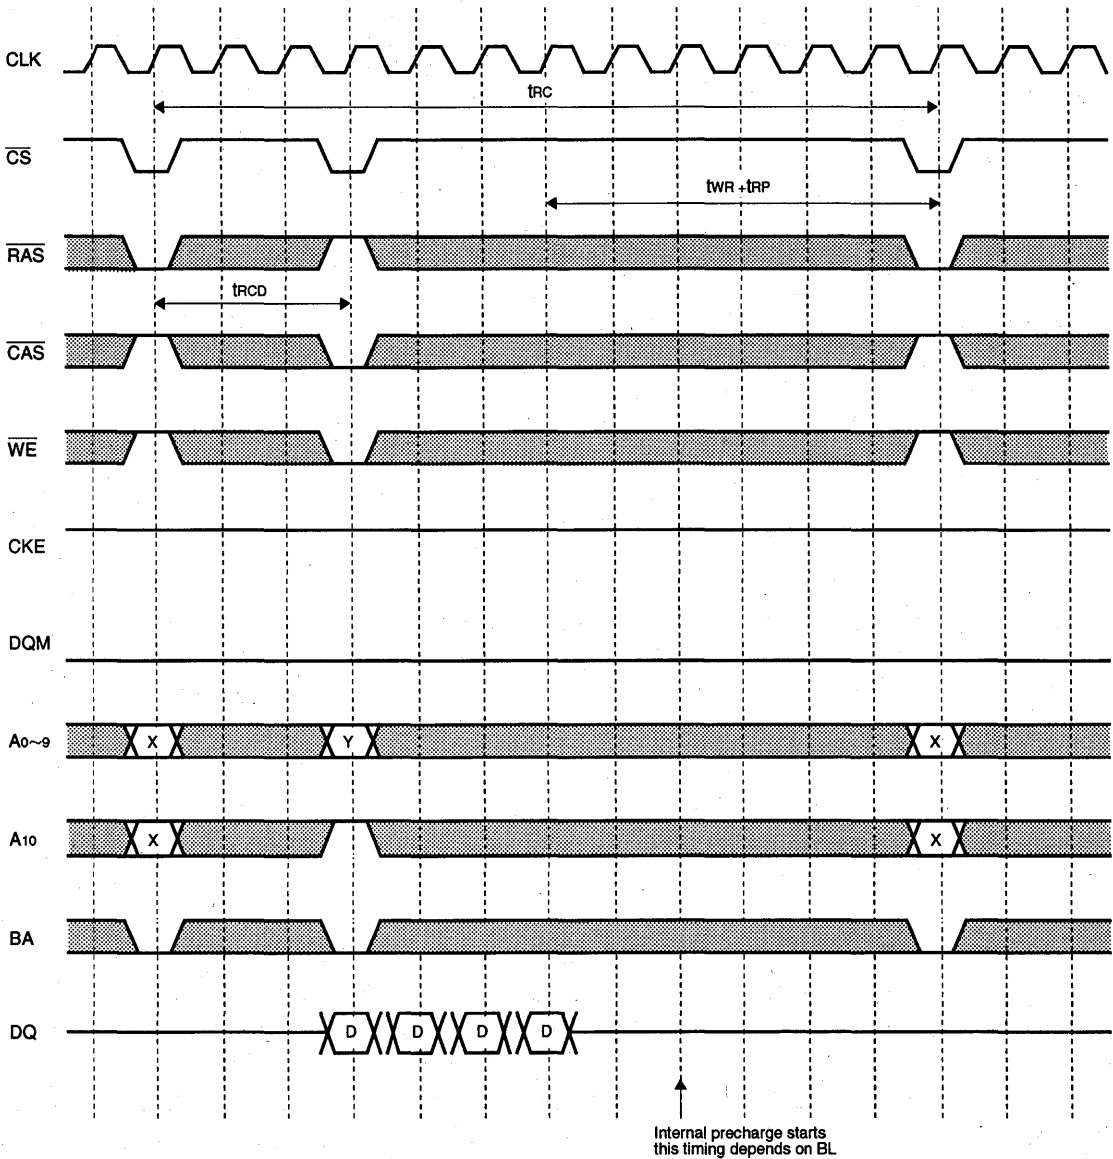 CLK
tRC
CS
tWR +tRP
RAS
tRCD
CAS
WE
CKE
DQM
A0~9 X Y X
A10 X X
BA
DQ D D D D
Internal precharge starts
this timing depends on BL